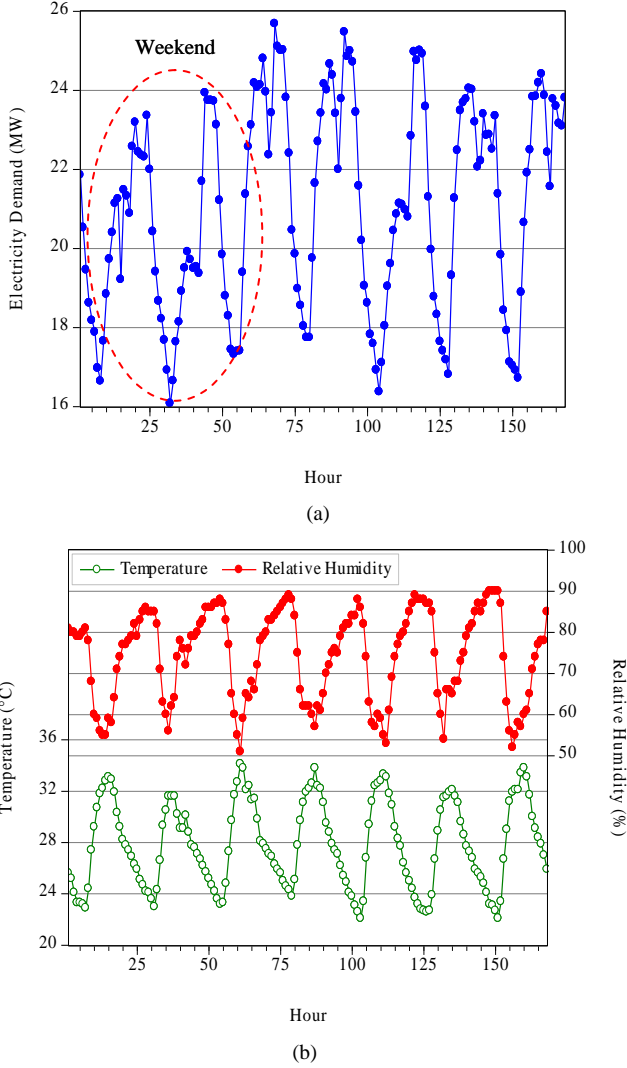 26
24
22
20
18
16
Electricity Demand (MW)
Weekend
25 50 75 100 125 150
Hour
(a)
Temperature Relative Humidity
100
90
80
70
60
50
Relative Humidity (%)
36
32
28
24
20
Temperature (°C)
25 50 75 100 125 150
Hour
(b)